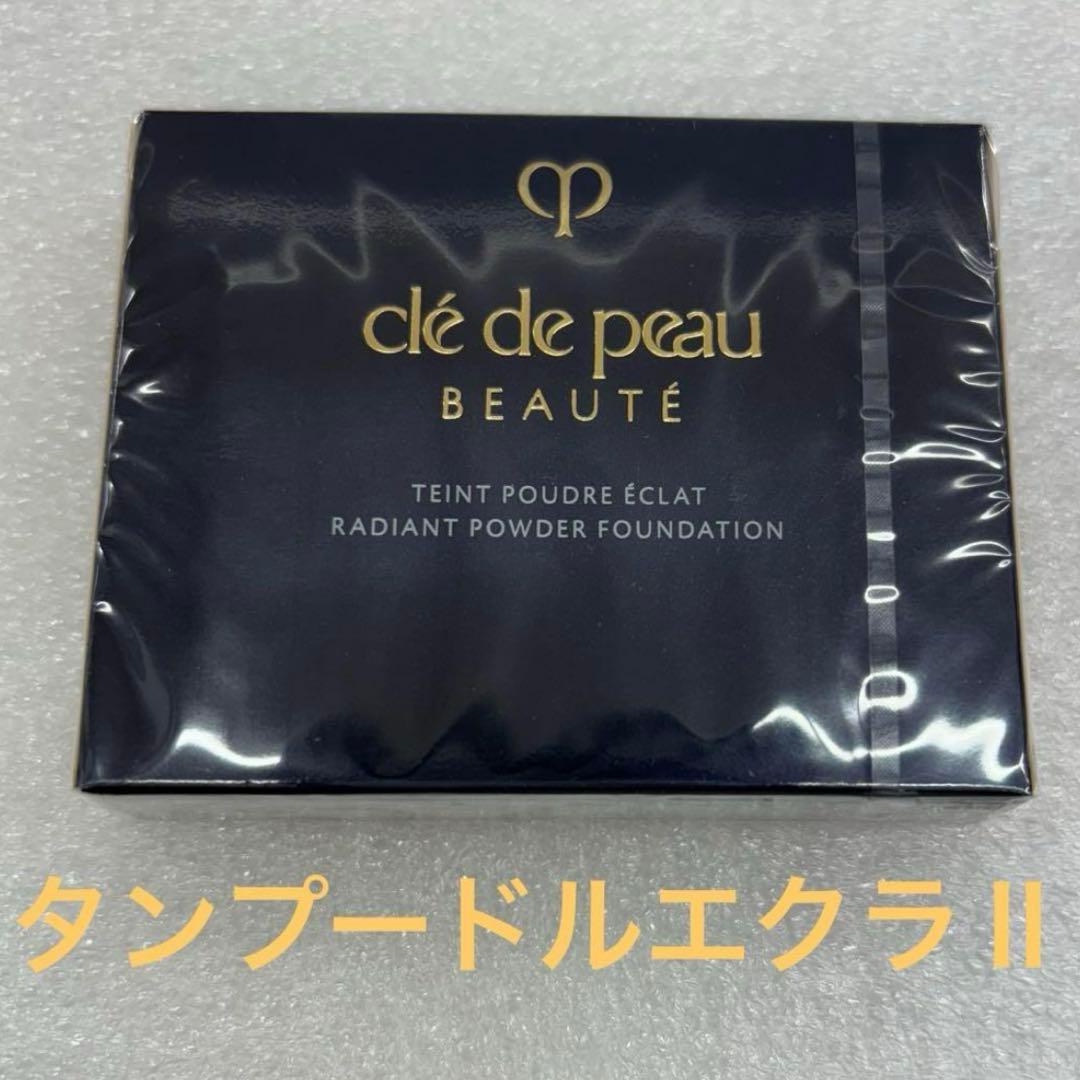 clé de peau
BEAUTÉ
TEINT POUDRE ÉCLAT
RADIANT POWDER FOUNDATION
タンプードルエクラⅡ